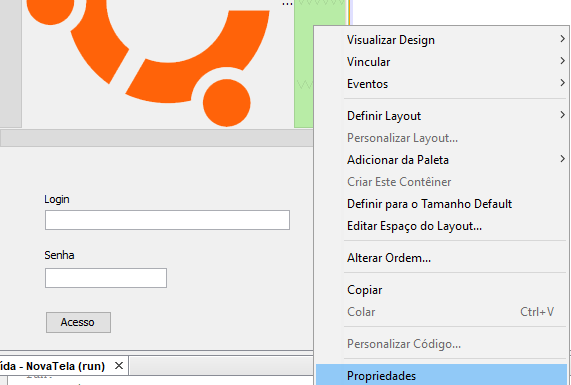 ...
Visualizar Design
Vincular
Eventos
Definir Layout
Personalizar Layout...
Adicionar da Paleta
Criar Este Contêiner
Definir para o Tamanho Default
Editar Espaço do Layout...
Alterar Ordem...
Copiar
Colar Ctrl+V
Personalizar Código...
Propriedades
Login
Senha
Acesso
ída - NovaTela (run) ×